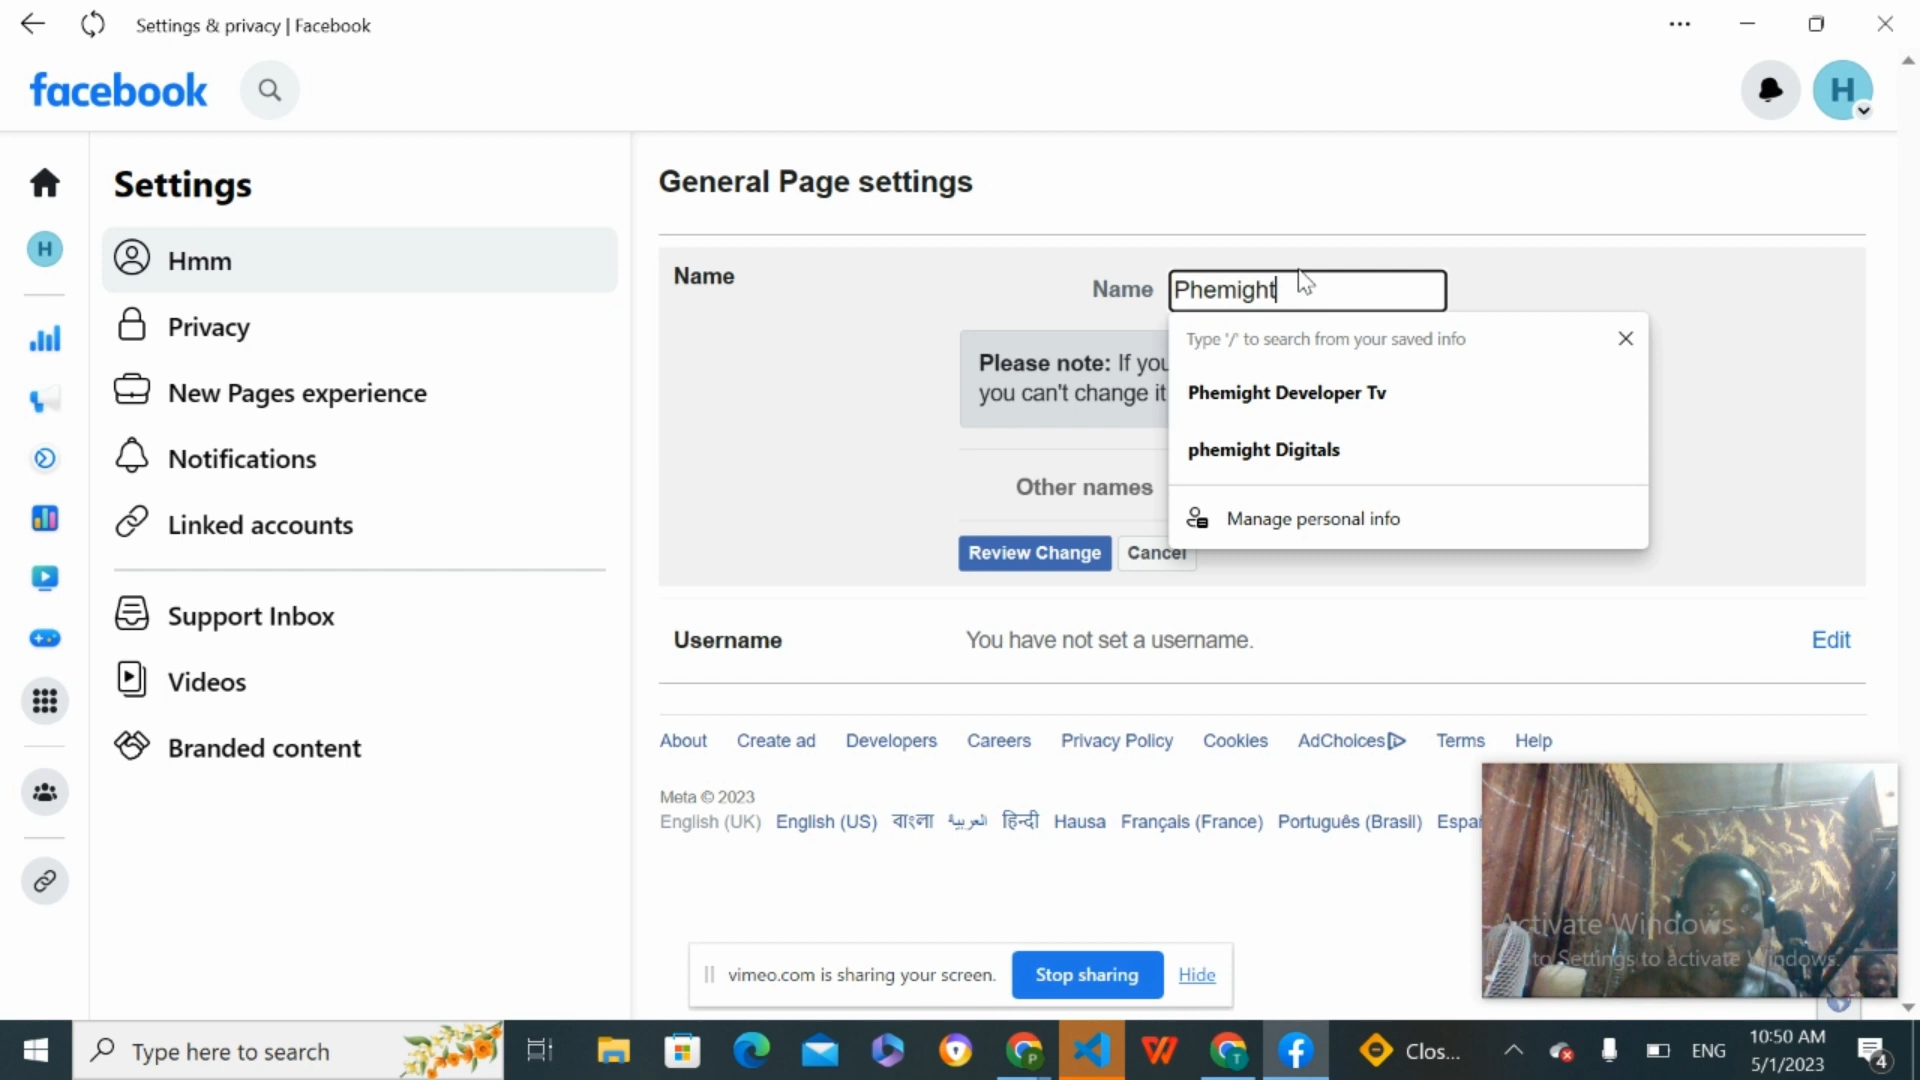 Settings & privacy | Facebook
facebook
H
Settings
General Page settings
H
Hmm
Name
Name
Phemight
Privacy
Type '/' to search from your saved info
Please note: If you
you can't change it
New Pages experience
Phemight Developer Tv
Notifications
phemight Digitals
Other names
Linked accounts
Manage personal info
Review Change
Cancel
Support Inbox
Username
You have not set a username.
Edit
Videos
Branded content
About
Create ad
Developers
Careers
Privacy Policy
Cookies
AdChoices
Terms
Help
Meta © 2023
English (UK)
English (US)
বাংলা
العربية
हिन्दी
Hausa
Français (France)
Português (Brasil)
Españ
Activate Windows
to Settings to activate Windows.
vimeo.com is sharing your screen.
Stop sharing
Hide
Type here to search
P
T
Clos...
ENG
10:50 AM
5/1/2023
4